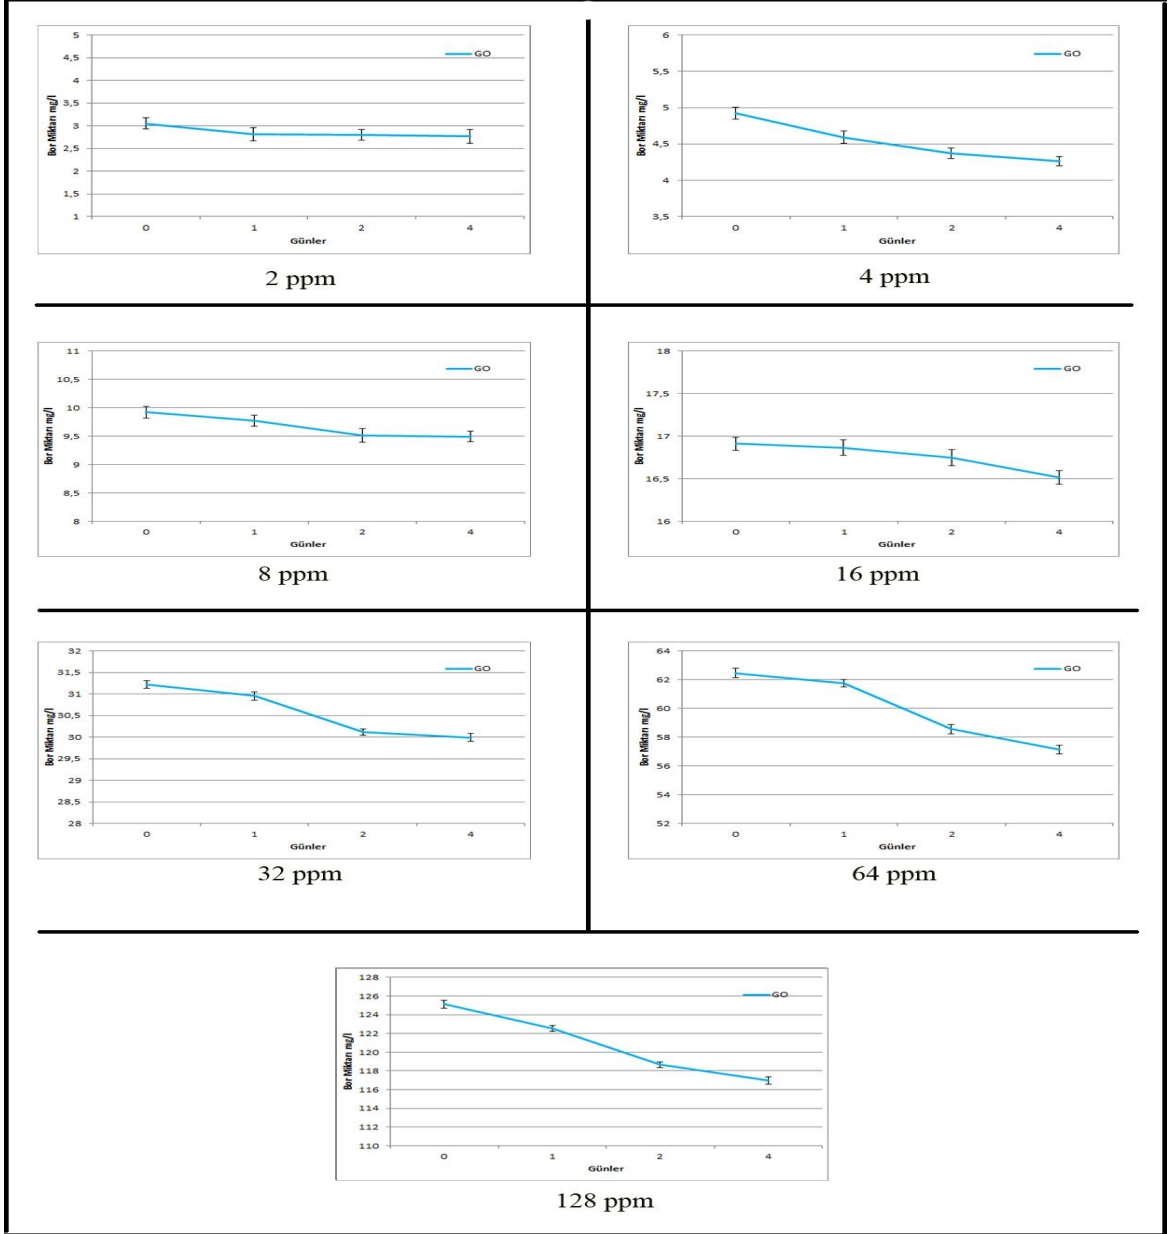 5
4,5
4
3,5
3
2,5
2
1,5
1
Bor Miktarı mg/l
GO
0 1 2 4
Günler
2 ppm
6
5,5
5
4,5
4
3,5
Bor Miktarı mg/l
GO
0 1 2 4
Günler
4 ppm
11
10,5
10
9,5
9
8,5
8
Bor Miktarı mg/l
GO
0 1 2 4
Günler
8 ppm
18
17,5
17
16,5
16
Bor Miktarı mg/l
GO
0 1 2 4
Günler
16 ppm
32
31,5
31
30,5
30
29,5
29
28,5
28
Bor Miktarı mg/l
GO
0 1 2 4
Günler
32 ppm
64
62
60
58
56
54
52
Bor Miktarı mg/l
GO
0 1 2 4
Günler
64 ppm
128
126
124
122
120
118
116
114
112
110
Bor Miktarı mg/l
GO
0 1 2 4
Günler
128 ppm